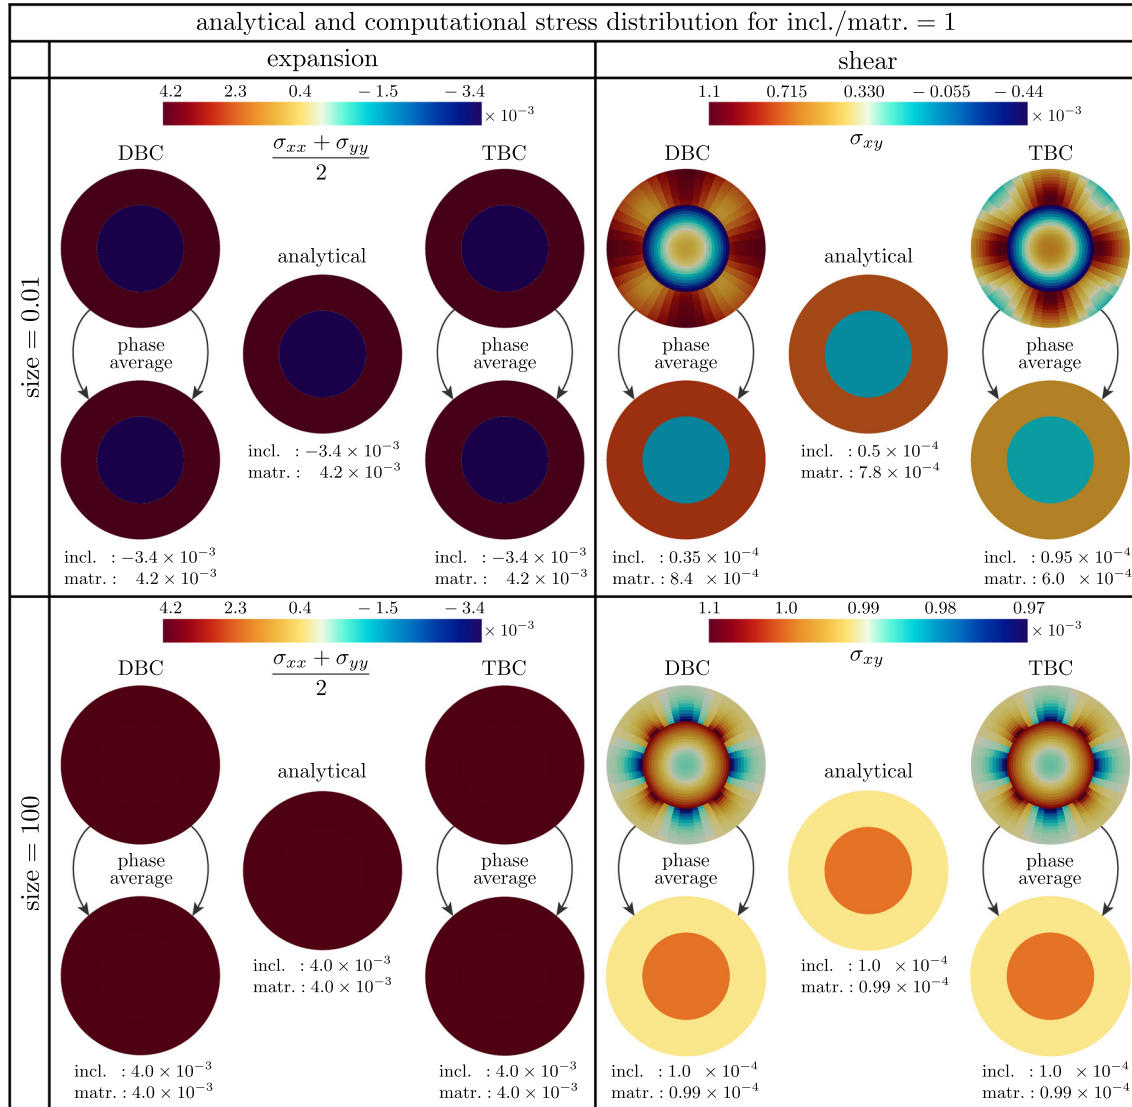 analytical and computational stress distribution for incl./matr. = 1
expansion
shear
size = 0.01
4.2 2.3 0.4 − 1.5 − 3.4
× 10⁻³
DBC
(σxx + σyy)/2
TBC
analytical
phase
average
phase
average
incl. : −3.4 × 10⁻³
matr. : 4.2 × 10⁻³
incl. : −3.4 × 10⁻³
matr. : 4.2 × 10⁻³
incl. : −3.4 × 10⁻³
matr. : 4.2 × 10⁻³
1.1 0.715 0.330 − 0.055 − 0.44
× 10⁻³
DBC
σxy
TBC
analytical
phase
average
phase
average
incl. : 0.5 × 10⁻⁴
matr. : 7.8 × 10⁻⁴
incl. : 0.35 × 10⁻⁴
matr. : 8.4 × 10⁻⁴
incl. : 0.95 × 10⁻⁴
matr. : 6.0 × 10⁻⁴
size = 100
4.2 2.3 0.4 − 1.5 − 3.4
× 10⁻³
DBC
(σxx + σyy)/2
TBC
analytical
phase
average
phase
average
incl. : 4.0 × 10⁻³
matr. : 4.0 × 10⁻³
incl. : 4.0 × 10⁻³
matr. : 4.0 × 10⁻³
incl. : 4.0 × 10⁻³
matr. : 4.0 × 10⁻³
1.1 1.0 0.99 0.98 0.97
× 10⁻³
DBC
σxy
TBC
analytical
phase
average
phase
average
incl. : 1.0 × 10⁻⁴
matr. : 0.99 × 10⁻⁴
incl. : 1.0 × 10⁻⁴
matr. : 0.99 × 10⁻⁴
incl. : 1.0 × 10⁻⁴
matr. : 0.99 × 10⁻⁴